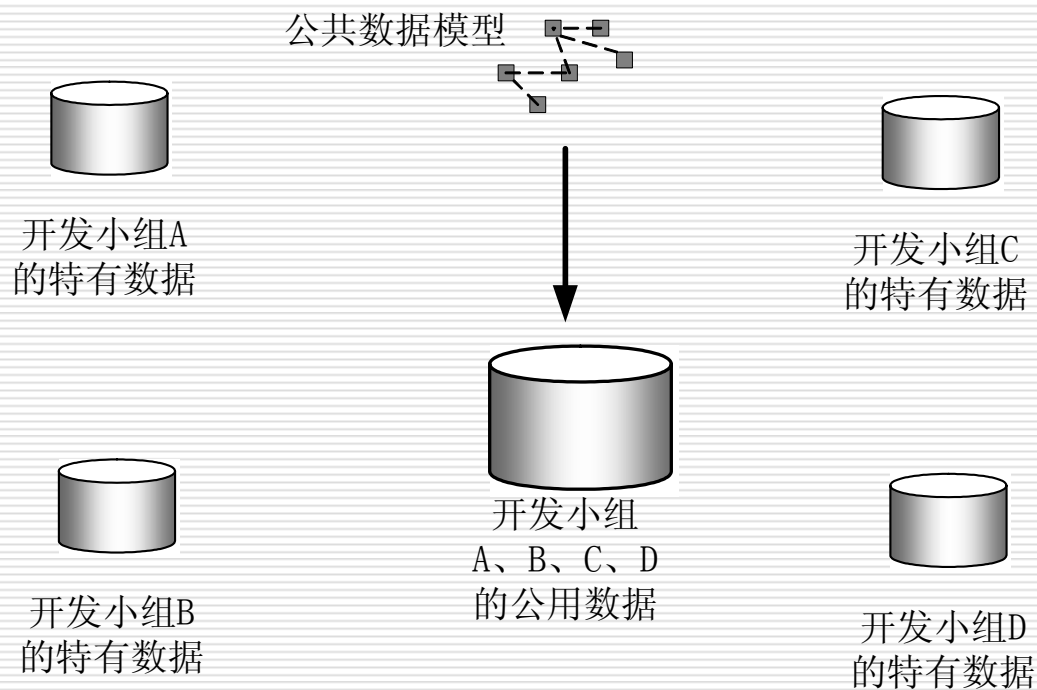 公共数据模型
开发小组A
的特有数据
开发小组C
的特有数据
开发小组
A、B、C、D
的公用数据
开发小组B
的特有数据
开发小组D
的特有数据